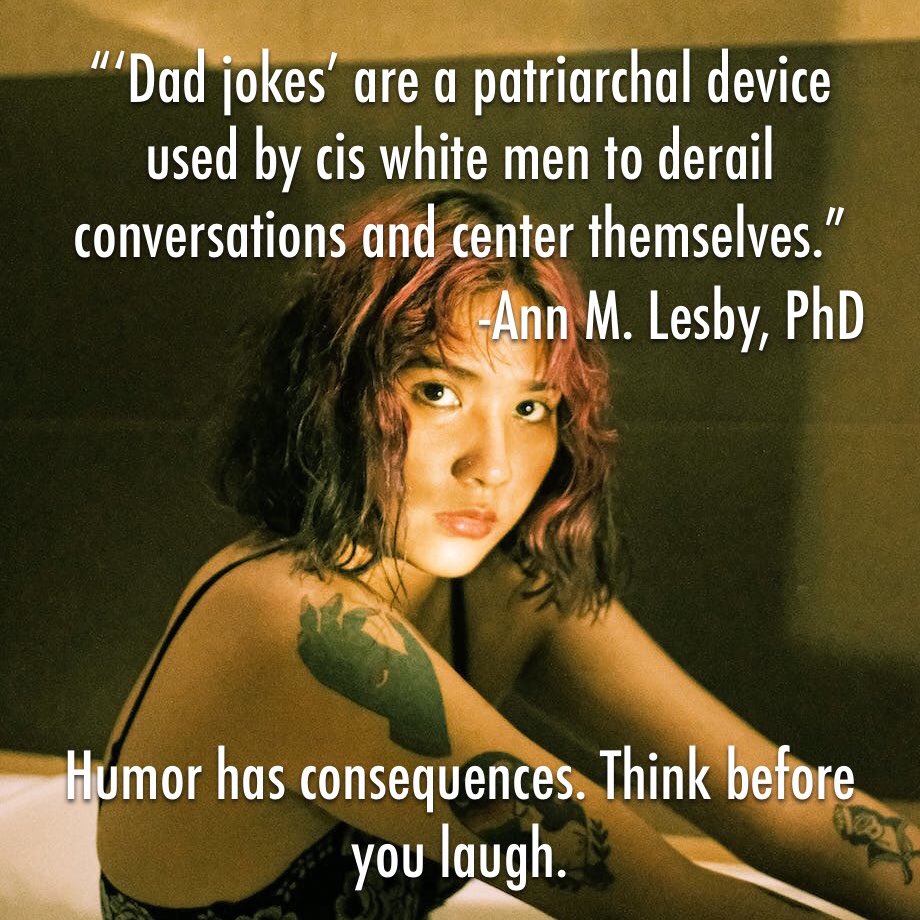 “‘Dad jokes’ are a patriarchal device
used by cis white men to derail
conversations and center themselves.”
-Ann M. Lesby, PhD
Humor has consequences. Think before
you laugh.